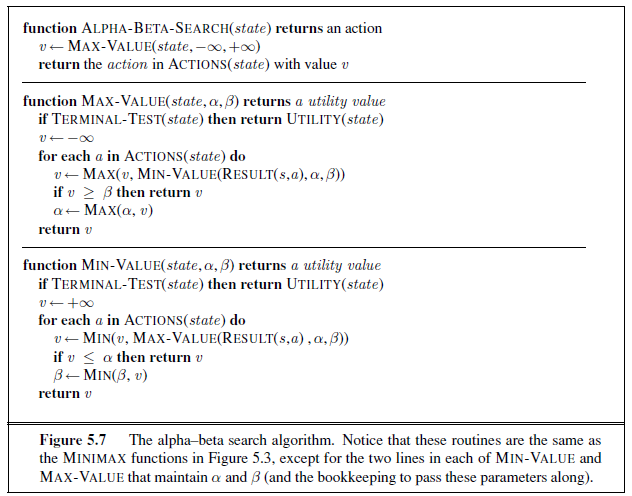 function ALPHA-BETA-SEARCH(state) returns an action
v ← MAX-VALUE(state, −∞, +∞)
return the action in ACTIONS(state) with value v
function MAX-VALUE(state, α, β) returns a utility value
if TERMINAL-TEST(state) then return UTILITY(state)
v ← −∞
for each a in ACTIONS(state) do
v ← MAX(v, MIN-VALUE(RESULT(s,a), α, β))
if v ≥ β then return v
α ← MAX(α, v)
return v
function MIN-VALUE(state, α, β) returns a utility value
if TERMINAL-TEST(state) then return UTILITY(state)
v ← +∞
for each a in ACTIONS(state) do
v ← MIN(v, MAX-VALUE(RESULT(s,a) , α, β))
if v ≤ α then return v
β ← MIN(β, v)
return v
Figure 5.7 The alpha–beta search algorithm. Notice that these routines are the same as
the MINIMAX functions in Figure 5.3, except for the two lines in each of MIN-VALUE and
MAX-VALUE that maintain α and β (and the bookkeeping to pass these parameters along).